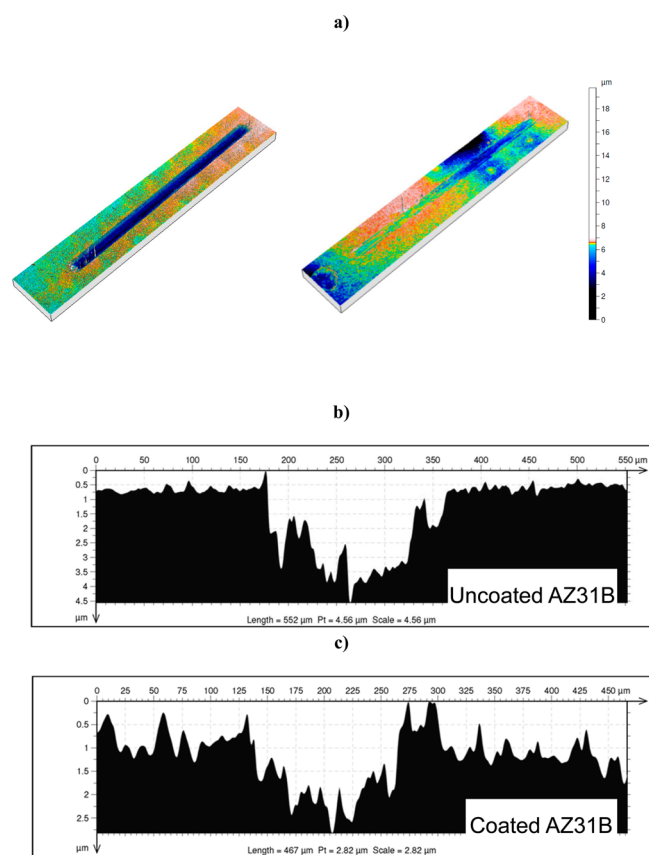 a)
µm
18
16
14
12
10
8
6
4
2
0
b)
0 50 100 150 200 250 300 350 400 450 500 550 µm
0
0.5
1
1.5
2
2.5
3
3.5
4
4.5
µm
Uncoated AZ31B
Length = 552 µm Pt = 4.56 µm Scale = 4.56 µm
c)
0 25 50 75 100 125 150 175 200 225 250 275 300 325 350 375 400 425 450 µm
0
0.5
1
1.5
2
2.5
µm
Coated AZ31B
Length = 467 µm Pt = 2.82 µm Scale = 2.82 µm